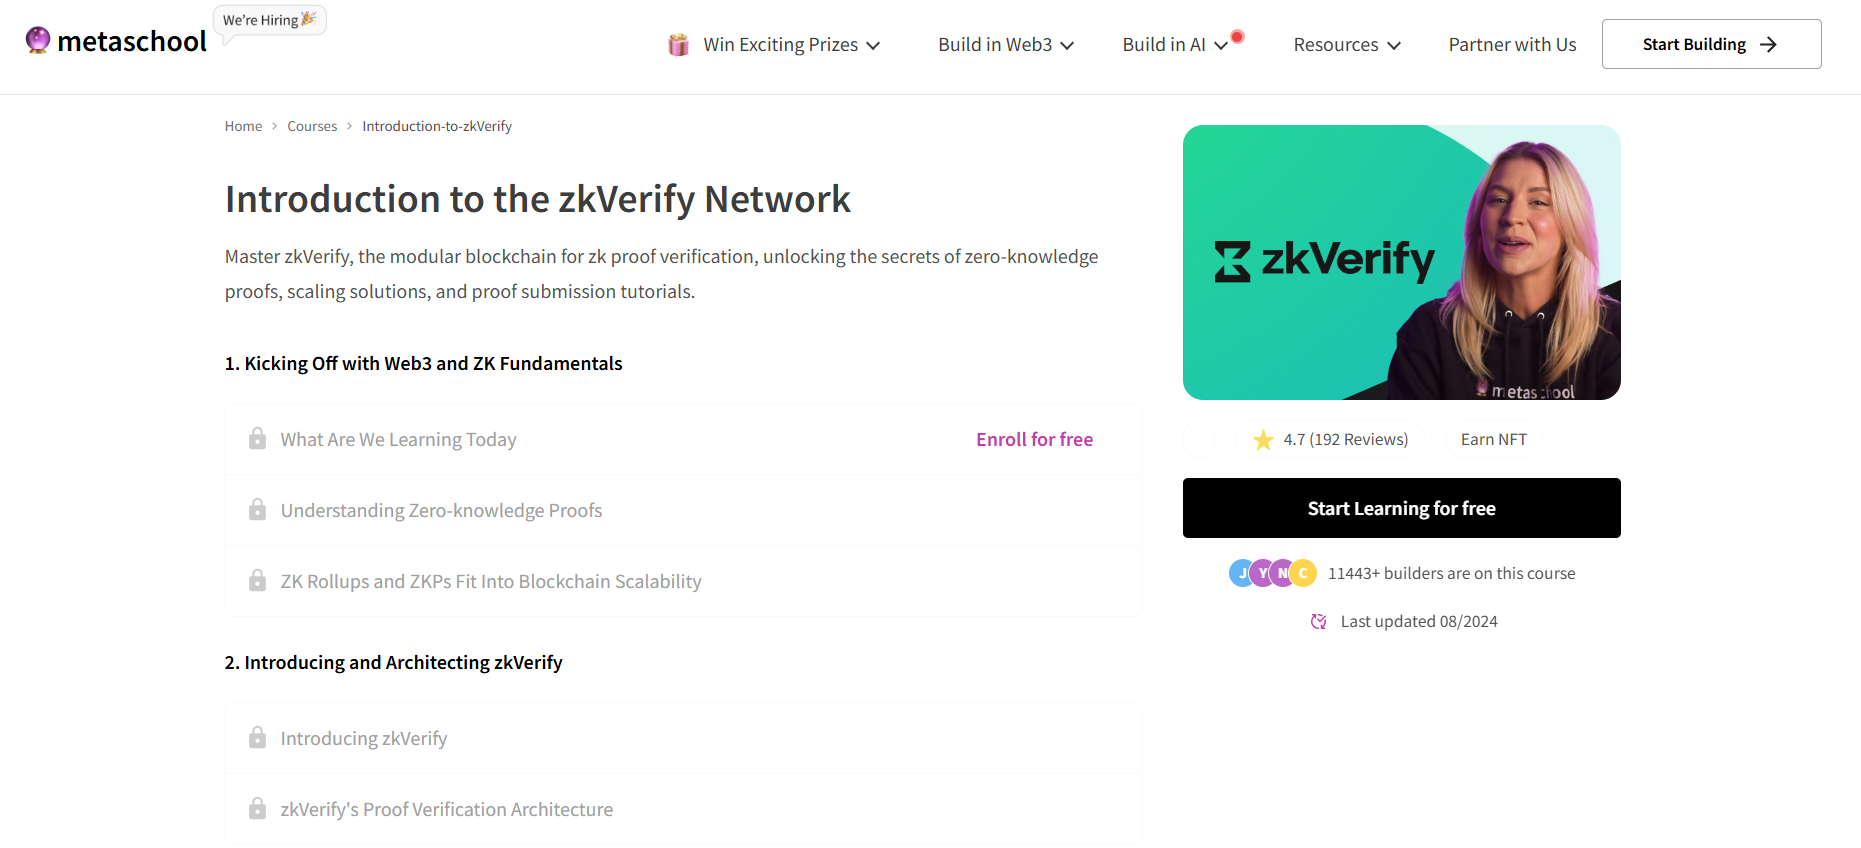 metaschool
We're Hiring
Win Exciting Prizes
Build in Web3
Build in AI
Resources
Partner with Us
Start Building
Home > Courses > Introduction-to-zkVerify
Introduction to the zkVerify Network
Master zkVerify, the modular blockchain for zk proof verification, unlocking the secrets of zero-knowledge
proofs, scaling solutions, and proof submission tutorials.
1. Kicking Off with Web3 and ZK Fundamentals
What Are We Learning Today
Enroll for free
Understanding Zero-knowledge Proofs
ZK Rollups and ZKPs Fit Into Blockchain Scalability
2. Introducing and Architecting zkVerify
Introducing zkVerify
zkVerify's Proof Verification Architecture
zkVerify
metaschool
4.7 (192 Reviews)
Earn NFT
Start Learning for free
J Y N C
11443+ builders are on this course
Last updated 08/2024